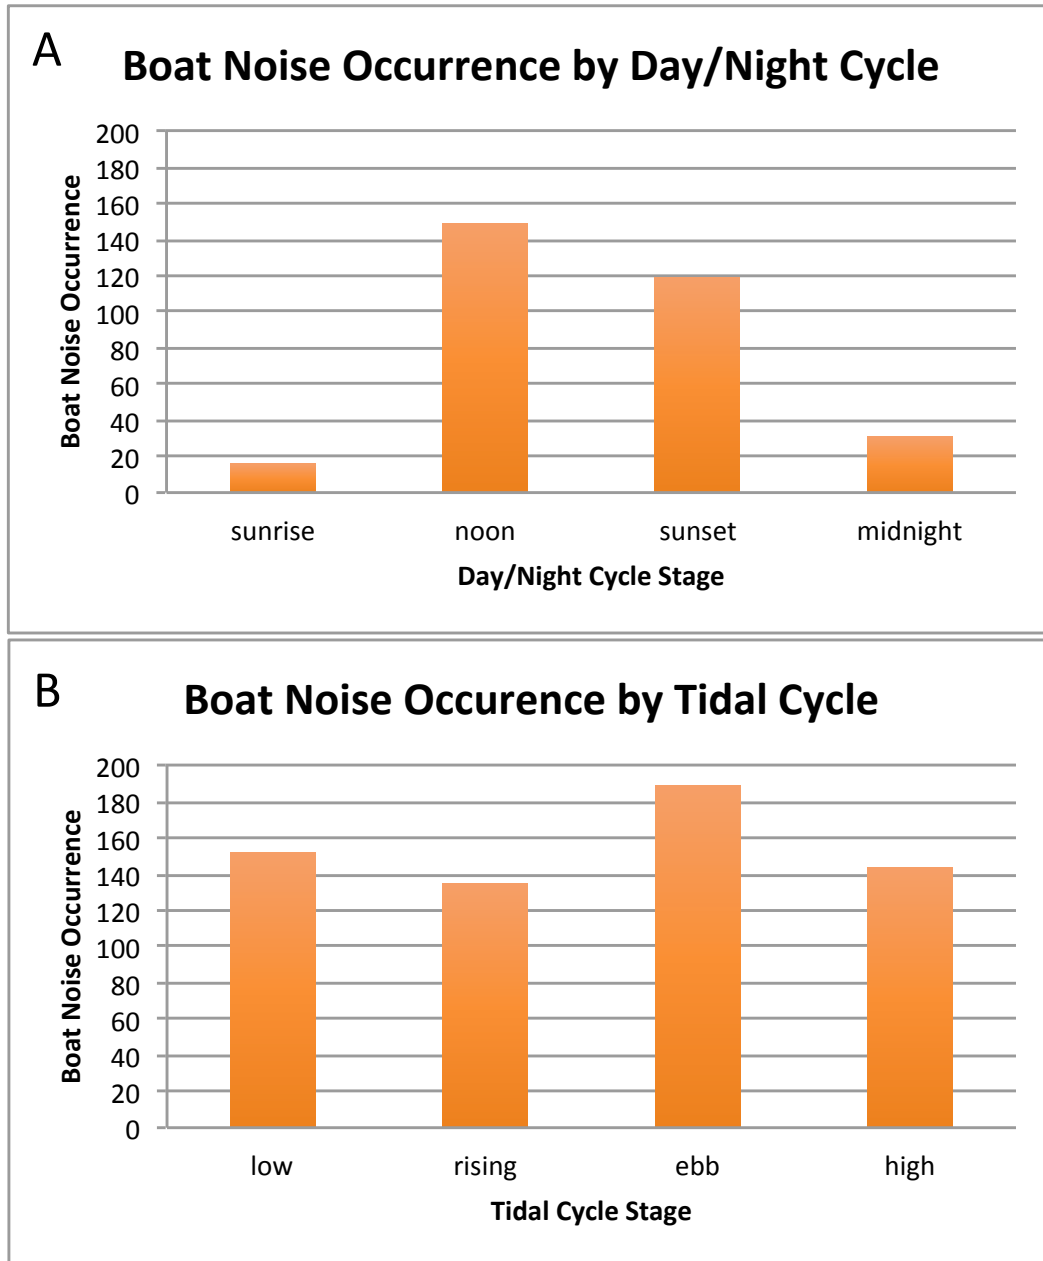 A
Boat Noise Occurrence by Day/Night Cycle
200
180
160
140
120
100
80
60
40
20
0
Boat Noise Occurrence
sunrise noon sunset midnight
Day/Night Cycle Stage
B
Boat Noise Occurence by Tidal Cycle
200
180
160
140
120
100
80
60
40
20
0
Boat Noise Occurrence
low rising ebb high
Tidal Cycle Stage